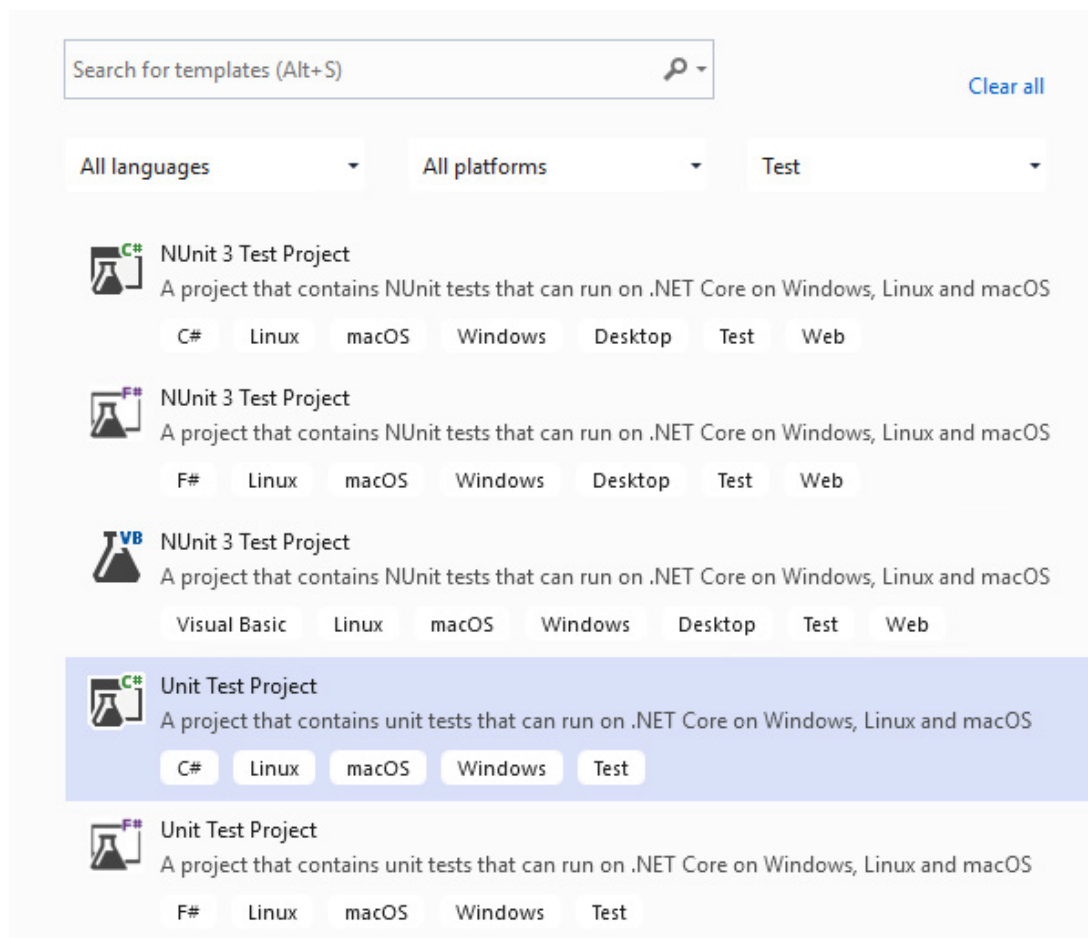 Search for templates (Alt+S)
Clear all
All languages All platforms Test
C# NUnit 3 Test Project
A project that contains NUnit tests that can run on .NET Core on Windows, Linux and macOS
C# Linux macOS Windows Desktop Test Web
F# NUnit 3 Test Project
A project that contains NUnit tests that can run on .NET Core on Windows, Linux and macOS
F# Linux macOS Windows Desktop Test Web
VB NUnit 3 Test Project
A project that contains NUnit tests that can run on .NET Core on Windows, Linux and macOS
Visual Basic Linux macOS Windows Desktop Test Web
C# Unit Test Project
A project that contains unit tests that can run on .NET Core on Windows, Linux and macOS
C# Linux macOS Windows Test
F# Unit Test Project
A project that contains unit tests that can run on .NET Core on Windows, Linux and macOS
F# Linux macOS Windows Test